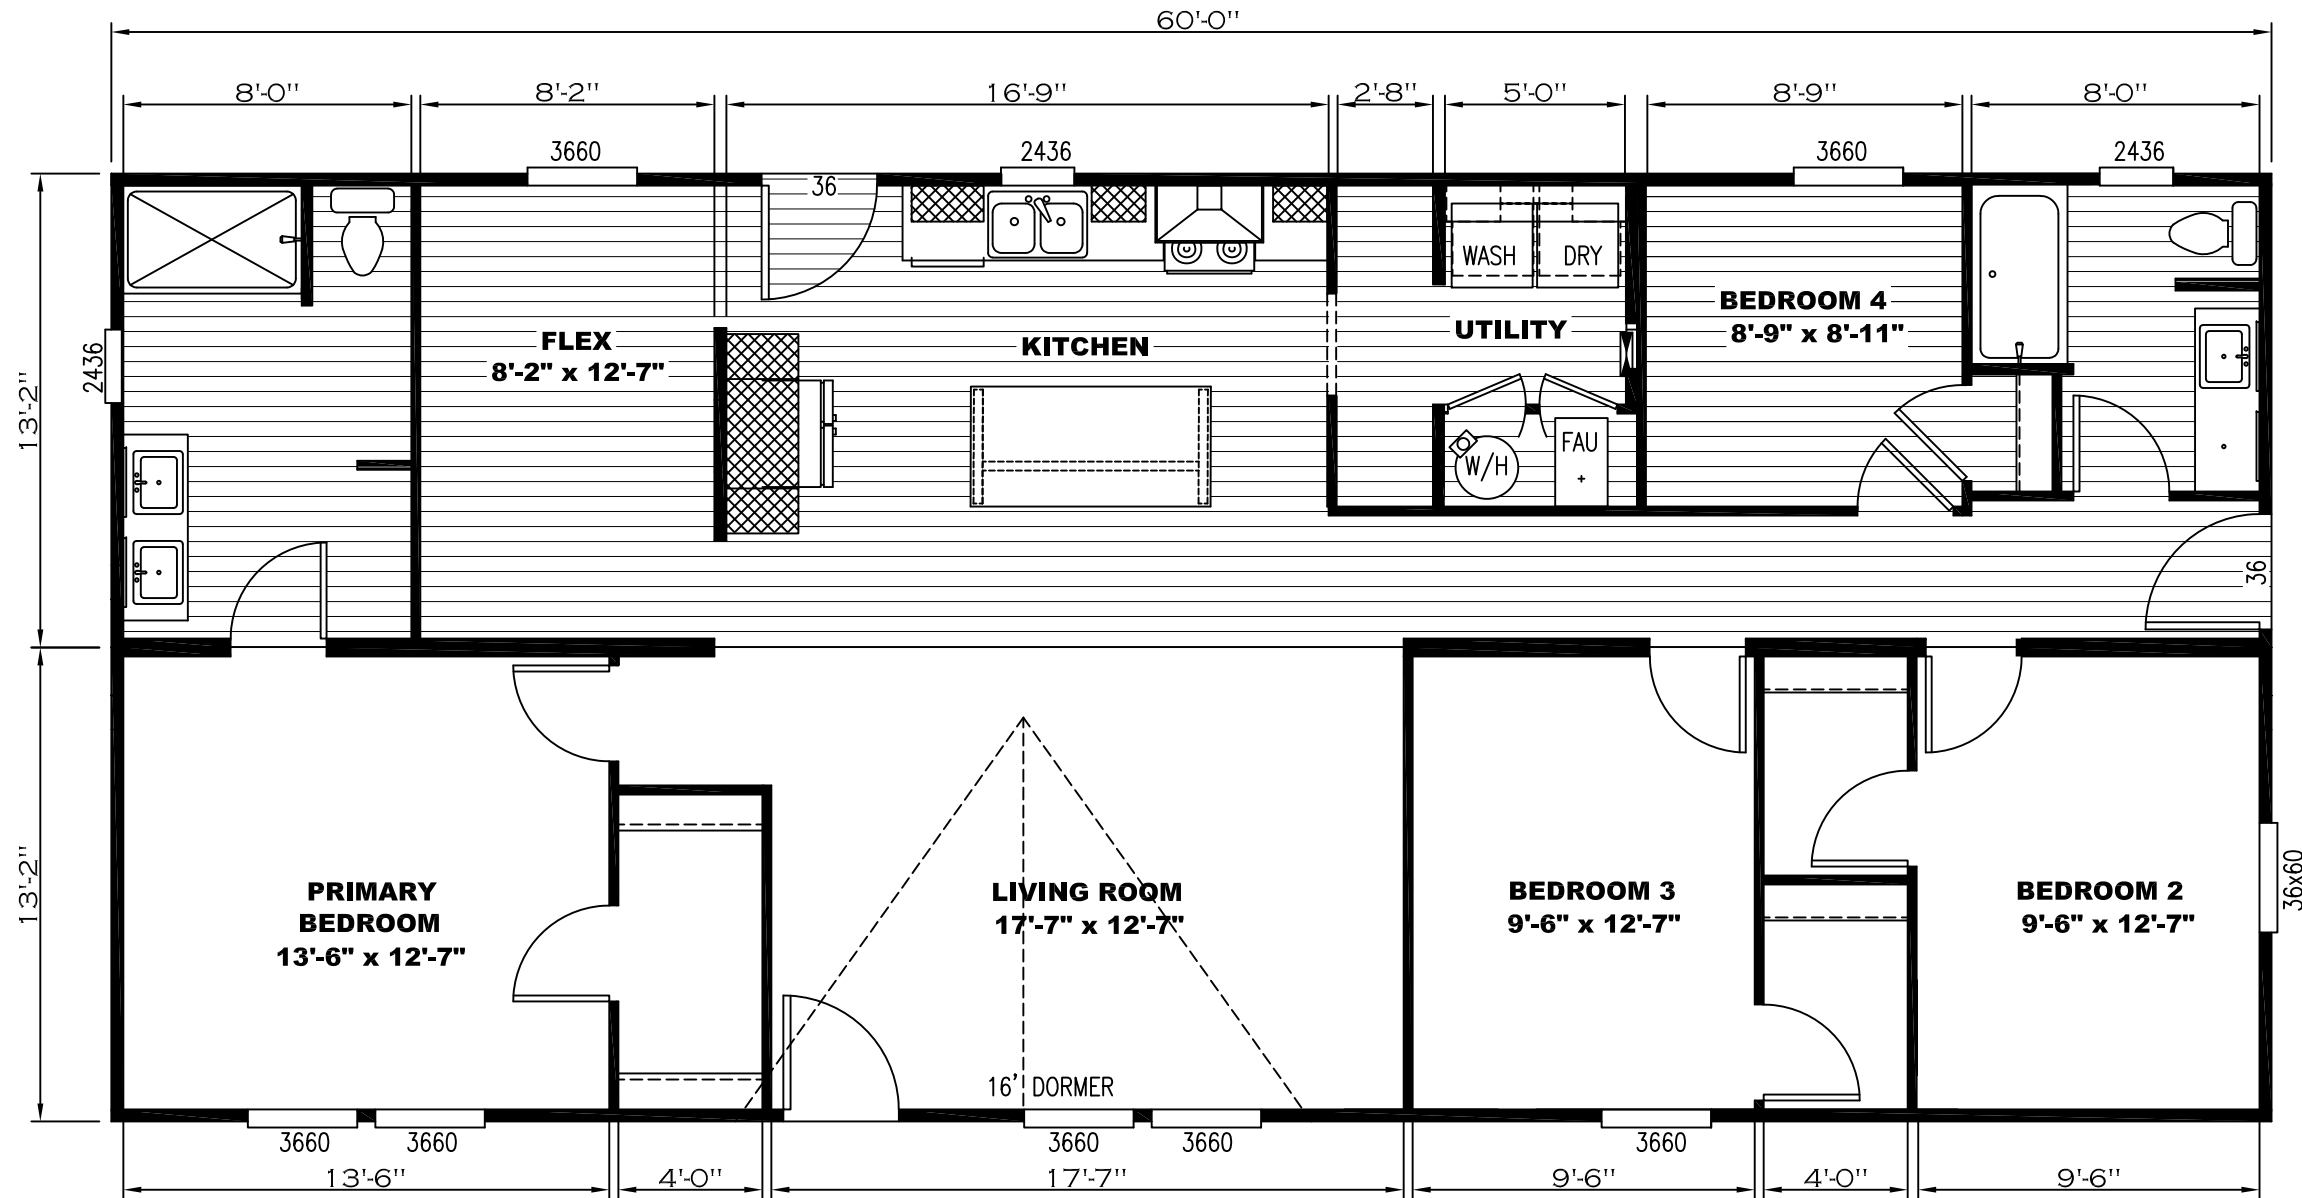 60'-0"
8'-0" 8'-2" 16'-9" 2'-8" 5'-0" 8'-9" 8'-0"
3660 2436 3660 2436
36
WASH DRY
BEDROOM 4
8'-9" x 8'-11"
UTILITY
FLEX
8'-2" x 12'-7"
KITCHEN
2436
13'-2"
W/H FAU
36
13'-2"
PRIMARY
BEDROOM
13'-6" x 12'-7"
LIVING ROOM
17'-7" x 12'-7"
BEDROOM 3
9'-6" x 12'-7"
BEDROOM 2
9'-6" x 12'-7"
36x60
16' DORMER
3660 3660 3660 3660 3660
13'-6" 4'-0" 17'-7" 9'-6" 4'-0" 9'-6"